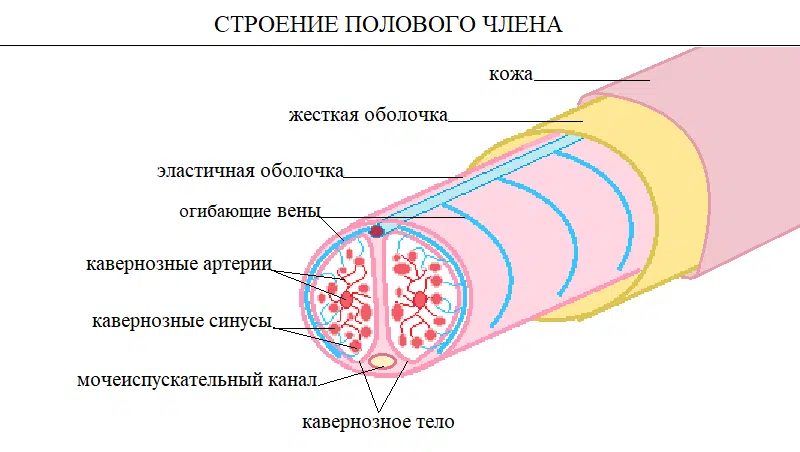 СТРОЕНИЕ ПОЛОВОГО ЧЛЕНА
кожа
жесткая оболочка
эластичная оболочка
огибающие вены
кавернозные артерии
кавернозные синусы
мочеиспускательный канал
кавернозное тело